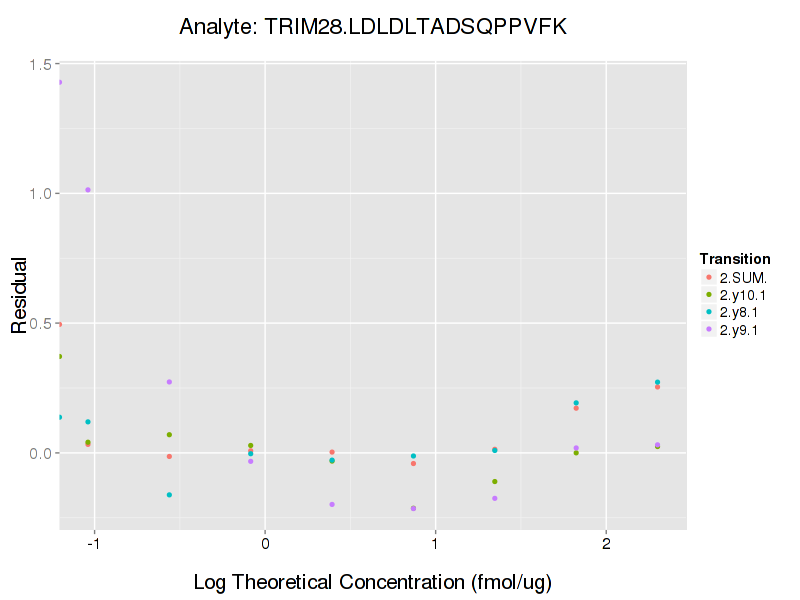 Analyte: TRIM28.LDLDLTADSQPPVFK
1.5
1.0
0.5
0.0
Residual
-1
0
1
2
Log Theoretical Concentration (fmol/ug)
Transition
2.SUM.
2.y10.1
2.y8.1
2.y9.1